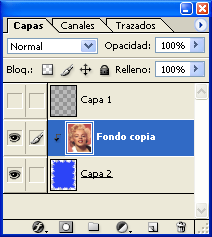 Capas Canales Trazados
Normal Opacidad: 100%
Bloq.: Relleno: 100%
Capa 1
Fondo copia
Capa 2